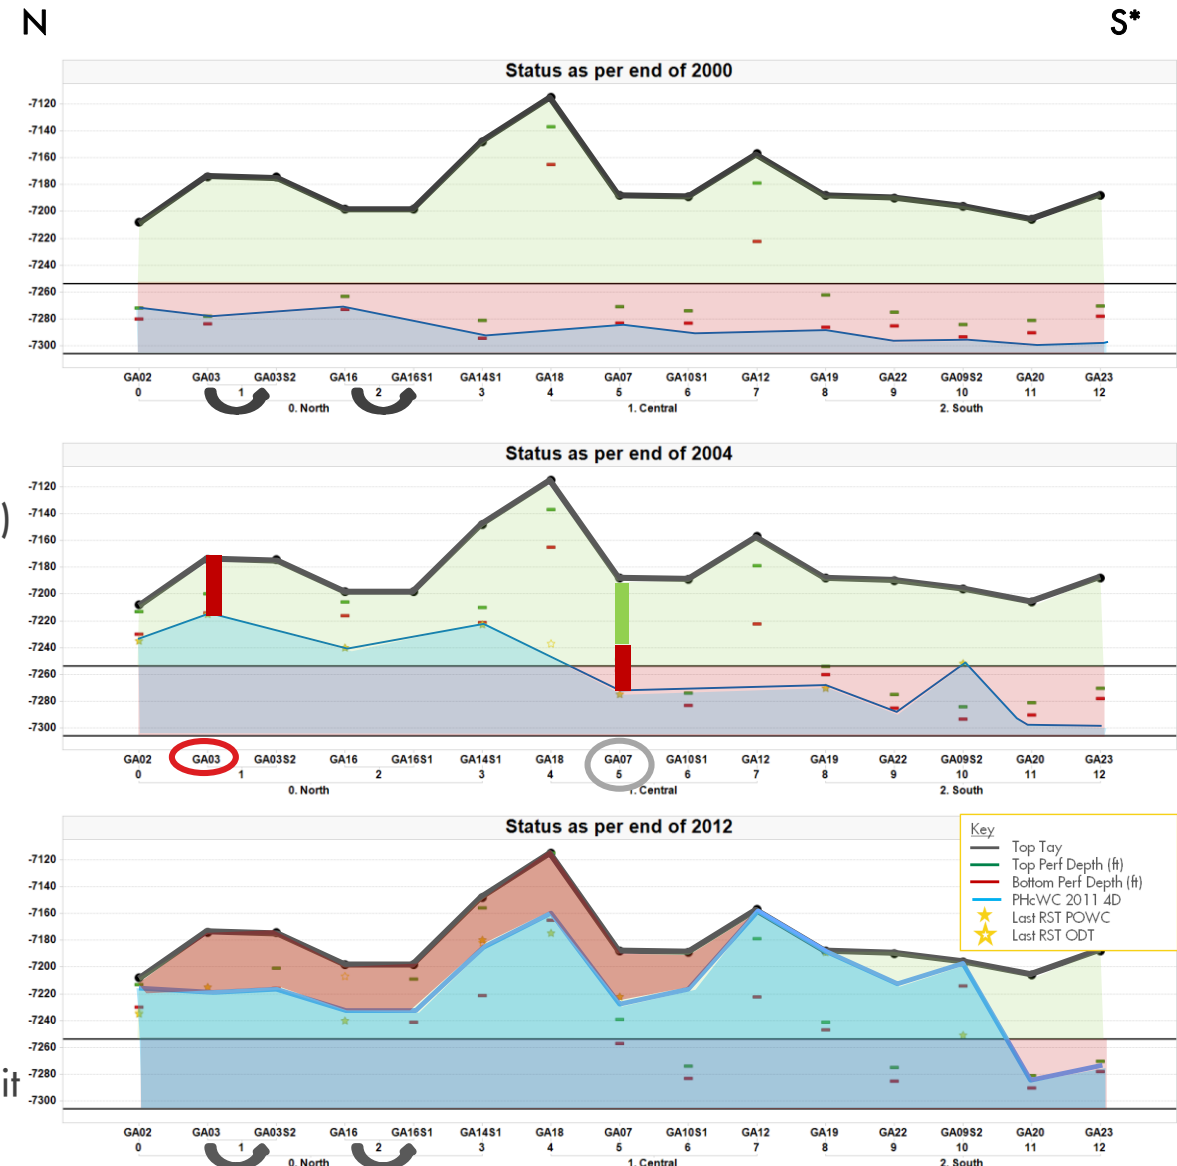 N S*
Status as per end of 2000
-7120
-7140
-7160
-7180
-7200
-7220
-7240
-7260
-7280
-7300
GA02 GA03 GA03S2 GA16 GA16S1 GA14S1 GA18 GA07 GA10S1 GA12 GA19 GA22 GA09S2 GA20 GA23
0 1 2 3 4 5 6 7 8 9 10 11 12
0. North 1. Central 2. South
Status as per end of 2004
)
-7120
-7140
-7160
-7180
-7200
-7220
-7240
-7260
-7280
-7300
GA02 GA03 GA03S2 GA16 GA16S1 GA14S1 GA18 GA07 GA10S1 GA12 GA19 GA22 GA09S2 GA20 GA23
0 1 2 3 4 5 6 7 8 9 10 11 12
0. North 1. Central 2. South
Status as per end of 2012
Key
Top Tay
Top Perf Depth (ft)
Bottom Perf Depth (ft)
PHcWC 2011 4D
Last RST POWC
Last RST ODT
-7120
-7140
-7160
-7180
-7200
-7220
-7240
-7260
-7280
-7300
it
GA02 GA03 GA03S2 GA16 GA16S1 GA14S1 GA18 GA07 GA10S1 GA12 GA19 GA22 GA09S2 GA20 GA23
0 1 2 3 4 5 6 7 8 9 10 11 12
0. North 1. Central 2. South